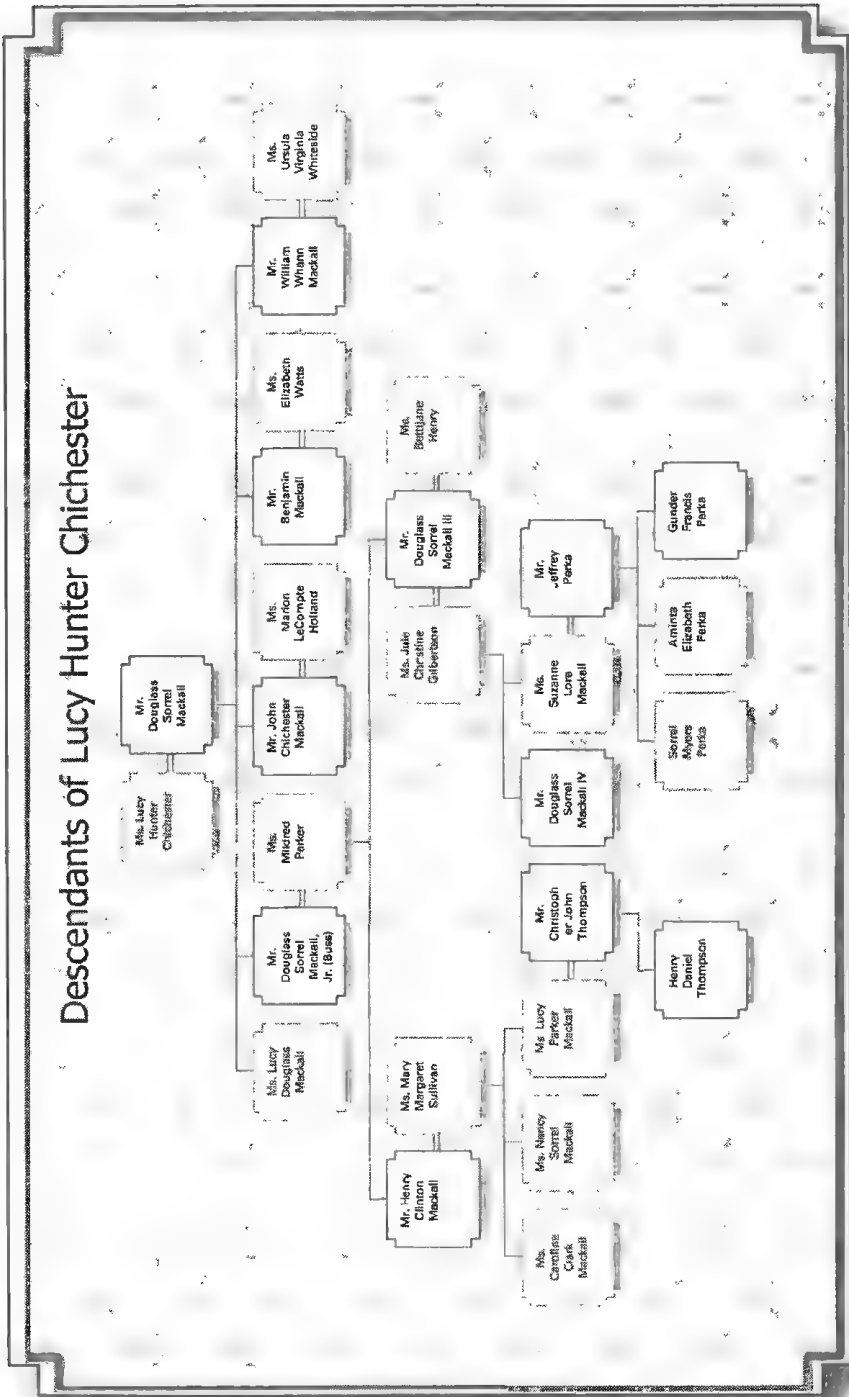 Descendants of Lucy Hunter Chichester
Ms. Lucy
Hunter
Chichester
Mr.
Douglass
Sorrel
Mackall
Ms. Lucy
Douglass
Mackall
Mr.
Douglass
Sorrel
Mackall,
Jr. (Buss)
Ms.
Mildred
Parker
Mr. John
Chichester
Mackall
Ms.
Marion
LeCompte
Holland
Mr.
Benjamin
Mackall
Ms.
Elizabeth
Watts
Mr.
William
Whann
Mackall
Ms.
Ursula
Virginia
Whiteside
Mr. Henry
Clinton
Mackall
Ms. Mary
Margaret
Sullivan
Ms. Julie
Christine
Gilbertson
Mr.
Douglass
Sorrel
Mackall III
Ms.
Bettijane
Henry
Ms.
Caroline
Clark
Mackall
Ms. Nancy
Sorrel
Mackall
Ms. Lucy
Parker
Mackall
Mr.
Christoph
er John
Thompson
Mr.
Douglass
Sorrel
Mackall IV
Ms.
Suzanne
Lore
Mackall
Mr.
Jeffrey
Perka
Henry
Daniel
Thompson
Sorrel
Myers
Perka
Aminta
Elizabeth
Perka
Gunder
Francis
Perka